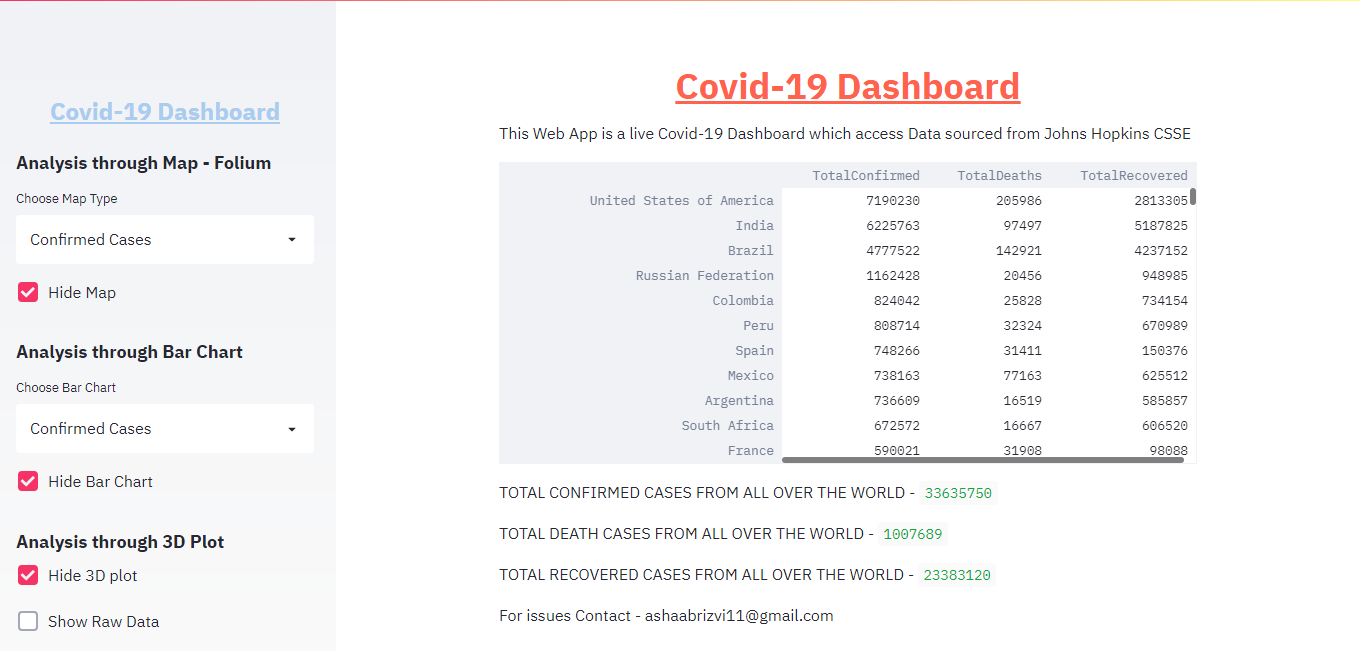 Covid-19 Dashboard
Analysis through Map - Folium
Choose Map Type
Confirmed Cases
Hide Map
Analysis through Bar Chart
Choose Bar Chart
Confirmed Cases
Hide Bar Chart
Analysis through 3D Plot
Hide 3D plot
Show Raw Data
Covid-19 Dashboard
This Web App is a live Covid-19 Dashboard which access Data sourced from Johns Hopkins CSSE
TotalConfirmed TotalDeaths TotalRecovered
United States of America 7190230 205986 2813305
India 6225763 97497 5187825
Brazil 4777522 142921 4237152
Russian Federation 1162428 20456 948985
Colombia 824042 25828 734154
Peru 808714 32324 670989
Spain 748266 31411 150376
Mexico 738163 77163 625512
Argentina 736609 16519 585857
South Africa 672572 16667 606520
France 590021 31908 98088
TOTAL CONFIRMED CASES FROM ALL OVER THE WORLD - 33635750
TOTAL DEATH CASES FROM ALL OVER THE WORLD - 1007689
TOTAL RECOVERED CASES FROM ALL OVER THE WORLD - 23383120
For issues Contact - ashaabrizvi11@gmail.com